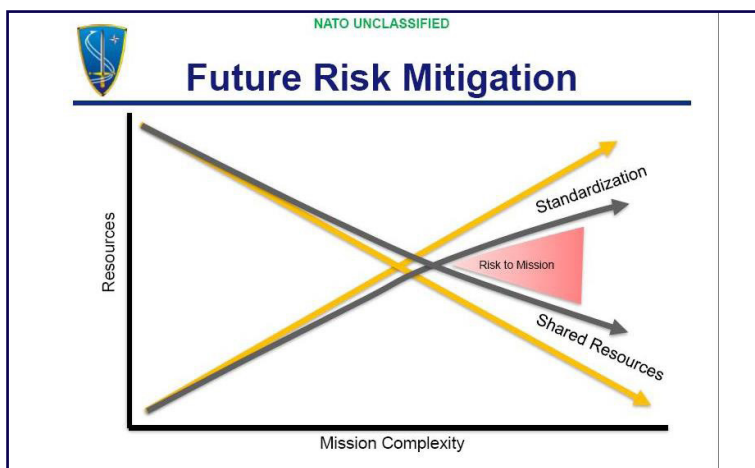 NATO UNCLASSIFIED
Future Risk Mitigation
Resources
Standardization
Risk to Mission
Shared Resources
Mission Complexity